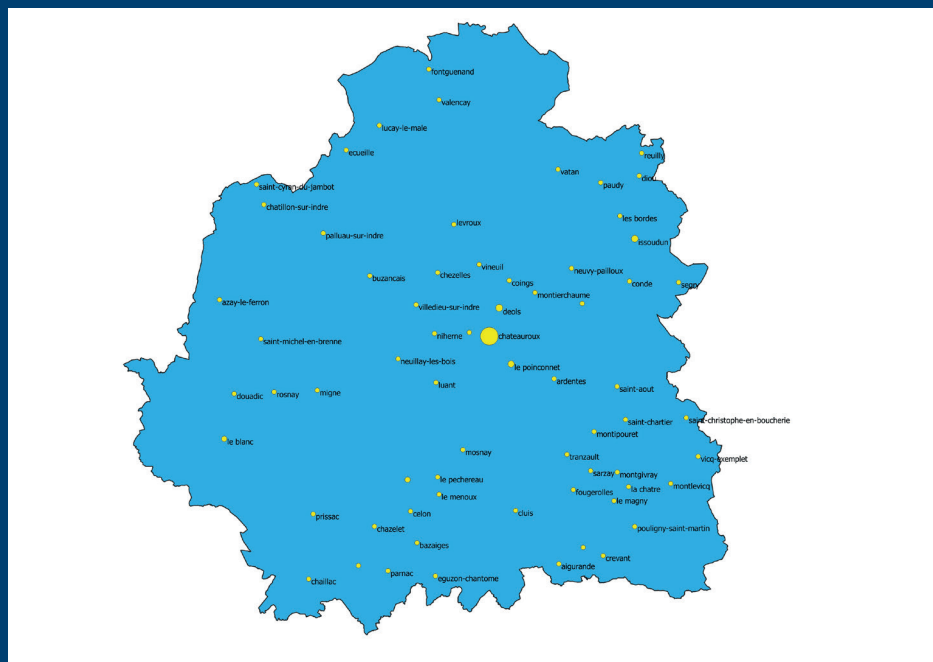 fontguenand
valencay
lucay-le-male
ecueille
reuilly
vatan
diou
paudy
saint-cyran-du-jambot
chatillon-sur-indre
les bordes
levroux
palluau-sur-indre
issoudun
vineuil
neuvy-pailloux
chezelles
buzancais
coings
conde
segry
montierchaume
azay-le-ferron
villedieu-sur-indre
deols
niherne
chateauroux
saint-michel-en-brenne
neuillay-les-bois
le poinconnet
luant
ardentes
saint-aout
douadic
rosnay
migne
saint-chartier
saint-christophe-en-boucherie
montipouret
le blanc
mosnay
tranzault
vicq-exemplet
sarzay
montgivray
le pechereau
montlevicq
la chatre
fougerolles
le menoux
le magny
celon
cluis
prissac
chazelet
pouligny-saint-martin
bazaiges
crevant
aigurande
parnac
eguzon-chantome
chaillac